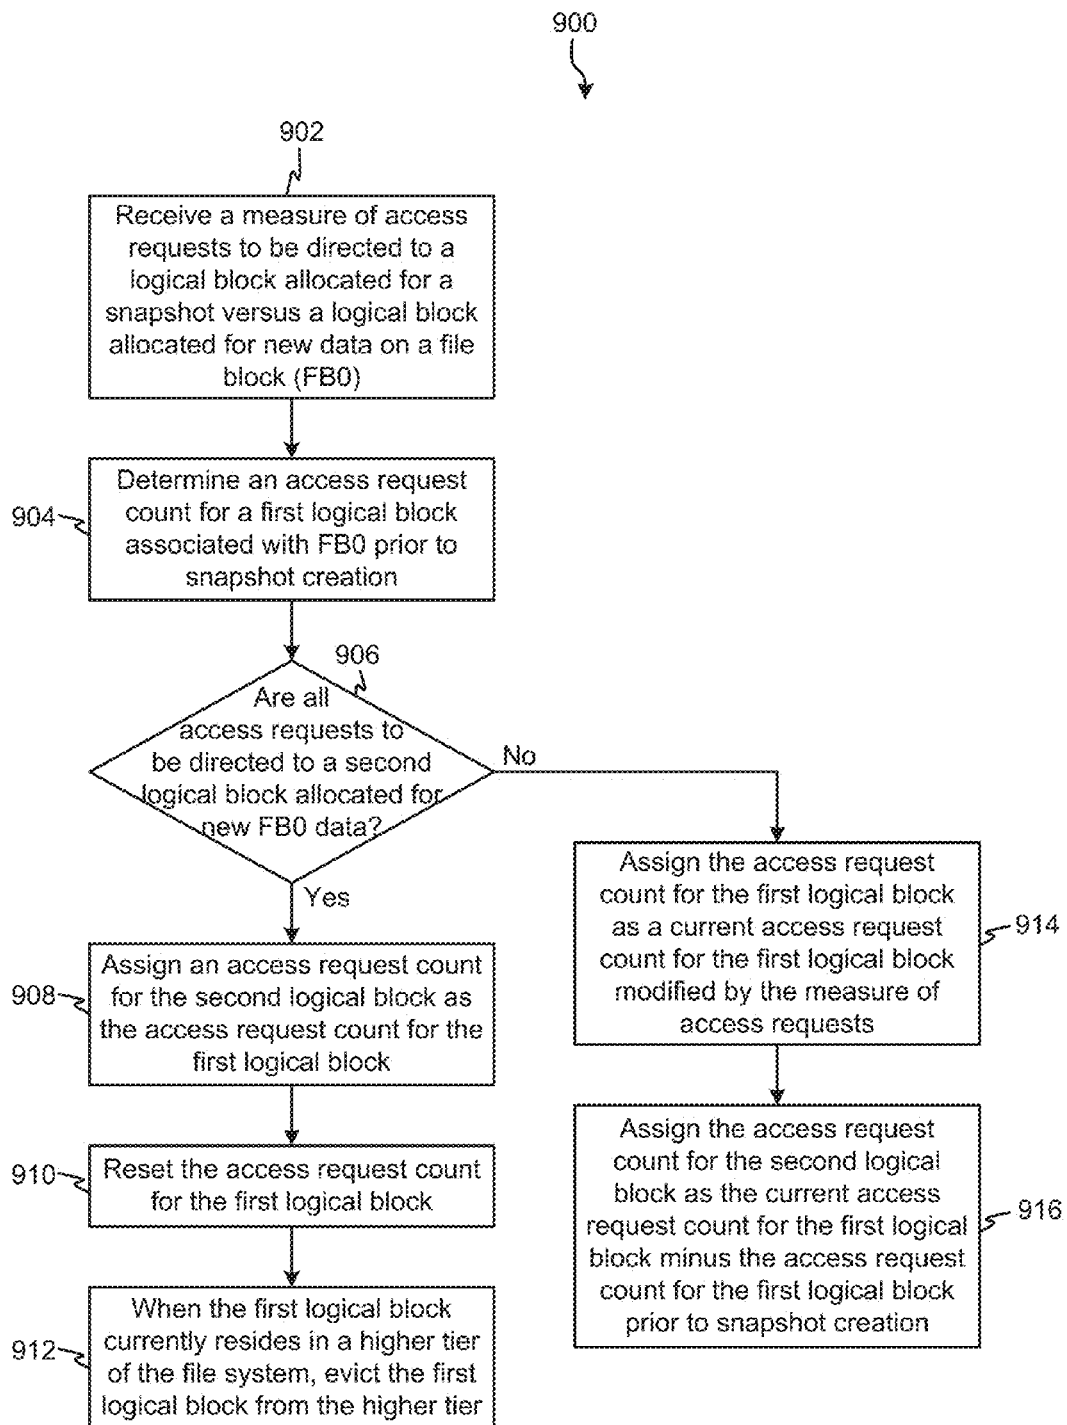 900
902
Receive a measure of access
requests to be directed to a
logical block allocated for a
snapshot versus a logical block
allocated for new data on a file
block (FB0)
904
Determine an access request
count for a first logical block
associated with FB0 prior to
snapshot creation
906
Are all
access requests to
be directed to a second
logical block allocated for
new FB0 data?
No
Yes
908
Assign an access request count
for the second logical block as
the access request count for the
first logical block
910
Reset the access request count
for the first logical block
912
When the first logical block
currently resides in a higher tier
of the file system, evict the first
logical block from the higher tier
Assign the access request
count for the first logical block
as a current access request
count for the first logical block
modified by the measure of
access requests
914
Assign the access request
count for the second logical
block as the current access
request count for the first logical
block minus the access request
count for the first logical block
prior to snapshot creation
916